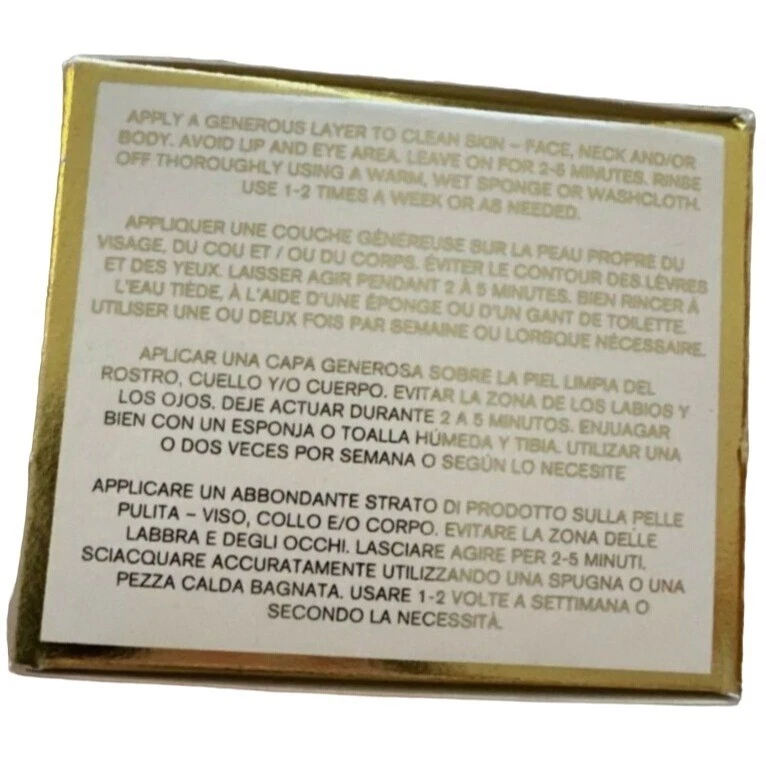 APPLY A GENEROUS LAYER TO CLEAN SKIN – FACE, NECK AND/OR
BODY. AVOID LIP AND EYE AREA. LEAVE ON FOR 2-5 MINUTES. RINSE
OFF THOROUGHLY USING A WARM, WET SPONGE OR WASHCLOTH.
USE 1-2 TIMES A WEEK OR AS NEEDED.
APPLIQUER UNE COUCHE GÉNÉREUSE SUR LA PEAU PROPRE DU
VISAGE, DU COU ET / OU DU CORPS. ÉVITER LE CONTOUR DES LÈVRES
ET DES YEUX. LAISSER AGIR PENDANT 2 À 5 MINUTES. BIEN RINCER À
L'EAU TIÈDE, À L'AIDE D'UNE ÉPONGE OU D'UN GANT DE TOILETTE.
UTILISER UNE OU DEUX FOIS PAR SEMAINE OU LORSQUE NÉCESSAIRE.
APLICAR UNA CAPA GENEROSA SOBRE LA PIEL LIMPIA DEL
ROSTRO, CUELLO Y/O CUERPO. EVITAR LA ZONA DE LOS LABIOS Y
LOS OJOS. DEJE ACTUAR DURANTE 2 A 5 MINUTOS. ENJUAGAR
BIEN CON UN ESPONJA O TOALLA HÚMEDA Y TIBIA. UTILIZAR UNA
O DOS VECES POR SEMANA O SEGÚN LO NECESITE
APPLICARE UN ABBONDANTE STRATO DI PRODOTTO SULLA PELLE
PULITA – VISO, COLLO E/O CORPO. EVITARE LA ZONA DELLE
LABBRA E DEGLI OCCHI. LASCIARE AGIRE PER 2-5 MINUTI.
SCIACQUARE ACCURATAMENTE UTILIZZANDO UNA SPUGNA O UNA
PEZZA CALDA BAGNATA. USARE 1-2 VOLTE A SETTIMANA O
SECONDO LA NECESSITÀ.